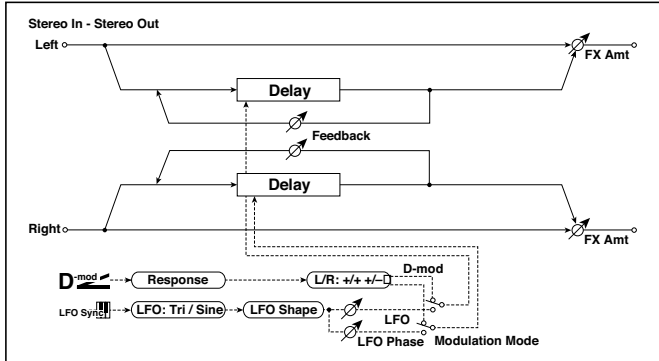 Stereo In - Stereo Out
Left
FX Amt
Delay
Feedback
Delay
Right
FX Amt
D-mod
Response
L/R: +/+ +/–
D-mod
LFO Sync
LFO: Tri / Sine
LFO Shape
LFO
LFO Phase
Modulation Mode